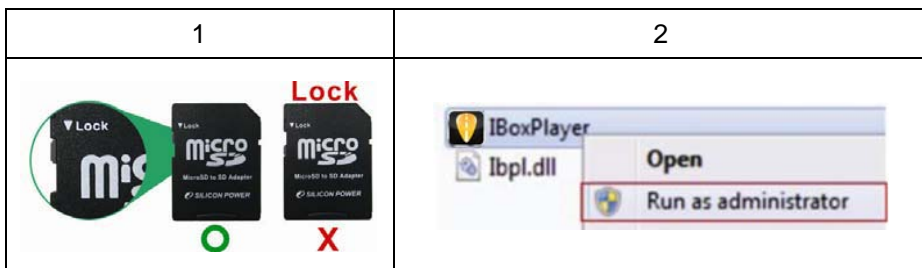 1
2
▼Lock
Mic
▼Lock
Micro
SD
MicroSD to SD Adapter
SILICON POWER
O
Lock
▼Lock
Micro
SD
MicroSD to SD Adapter
SILICON POWER
X
IBoxPlayer
Ibpl.dll
Open
Run as administrator